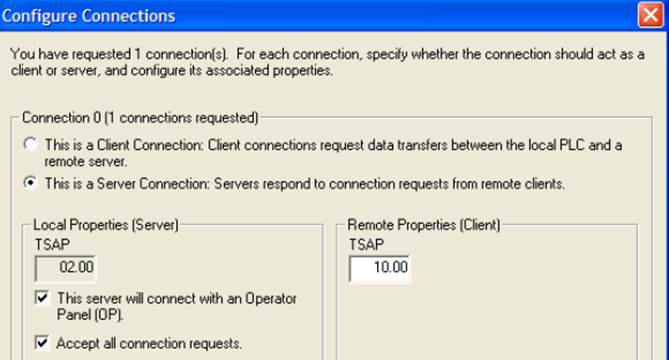 Configure Connections
You have requested 1 connection(s). For each connection, specify whether the connection should act as a
client or server, and configure its associated properties.
Connection 0 (1 connections requested)
This is a Client Connection: Client connections request data transfers between the local PLC and a
remote server.
This is a Server Connection: Servers respond to connection requests from remote clients.
Local Properties (Server)
TSAP
02.00
This server will connect with an Operator
Panel (OP).
Accept all connection requests.
Remote Properties (Client)
TSAP
10.00